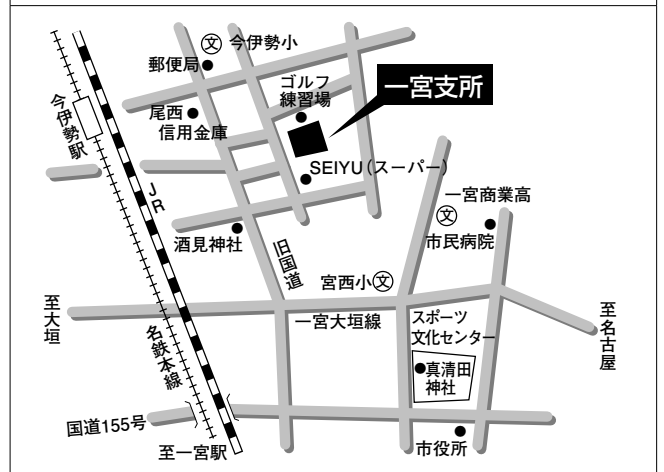 文 今伊勢小
郵便局
ゴルフ
練習場
一宮支所
今伊勢駅
尾西
信用金庫
SEIYU（スーパー）
JR
一宮商業高
文
市民病院
酒見神社
旧国道
宮西小文
至大垣
一宮大垣線
スポーツ
文化センター
至名古屋
名鉄本線
真清田
神社
国道155号
至一宮駅
市役所